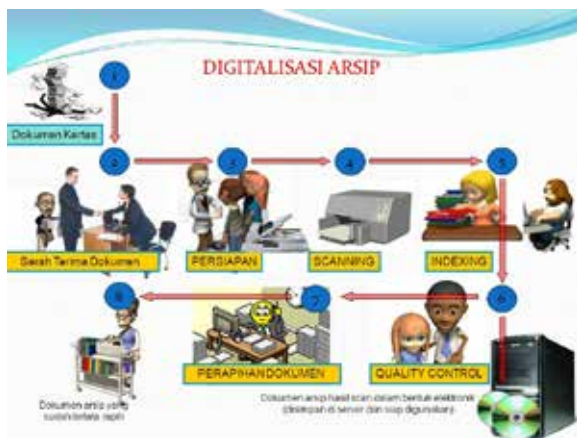 DIGITALISASI ARSIP
1
Dokumen Kertas
2
3
4
5
Serah Terima Dokumen
PERSIAPAN
SCANNING
INDEXING
8
7
6
PERAPIHAN DOKUMEN
QUALITY CONTROL
Dokumen arsip yang
sudah tertata rapih
Dokumen arsip hasil scan dalam bentuk elektronik
(disimpan di server dan siap digunakan)